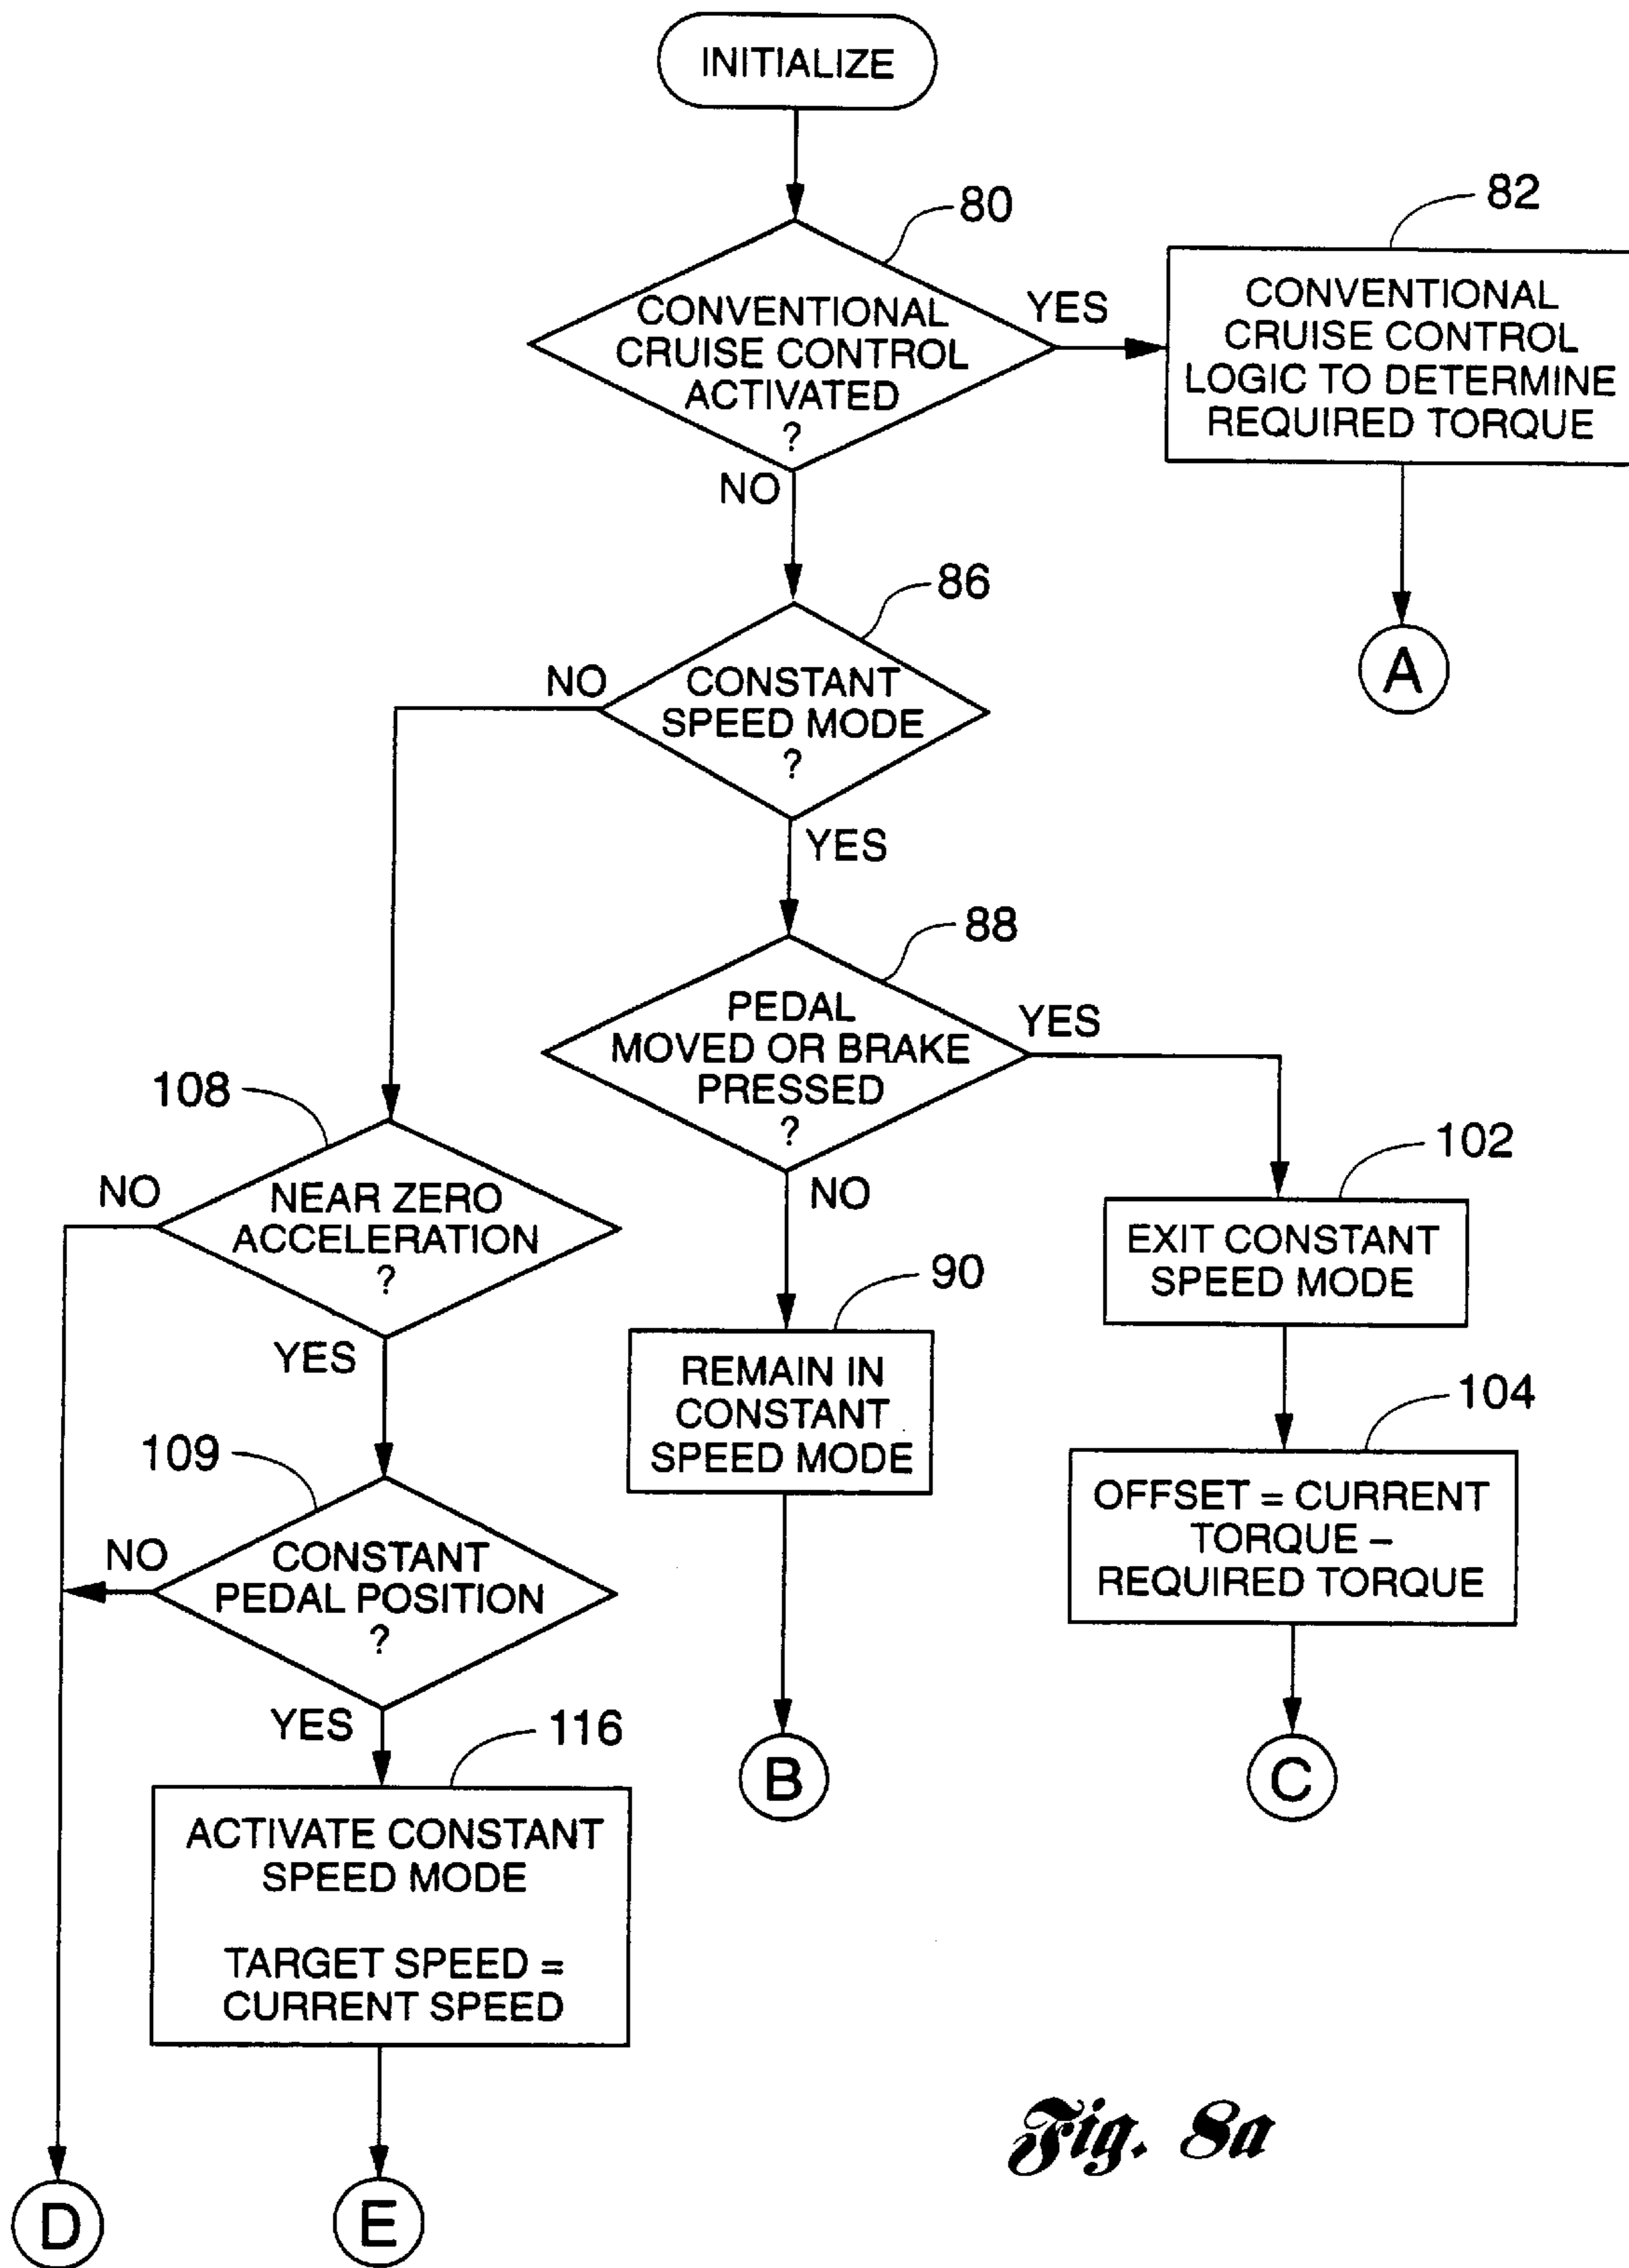 INITIALIZE
80
82
CONVENTIONAL
CRUISE CONTROL
ACTIVATED
?
YES
CONVENTIONAL
CRUISE CONTROL
LOGIC TO DETERMINE
REQUIRED TORQUE
NO
86
A
NO
CONSTANT
SPEED MODE
?
YES
88
PEDAL
MOVED OR BRAKE
PRESSED
?
YES
108
NO
NEAR ZERO
ACCELERATION
?
NO
102
EXIT CONSTANT
SPEED MODE
90
YES
REMAIN IN
CONSTANT
SPEED MODE
104
OFFSET = CURRENT
TORQUE –
REQUIRED TORQUE
109
NO
CONSTANT
PEDAL POSITION
?
YES
116
B
C
ACTIVATE CONSTANT
SPEED MODE
TARGET SPEED =
CURRENT SPEED
D
E
Fig. 8a